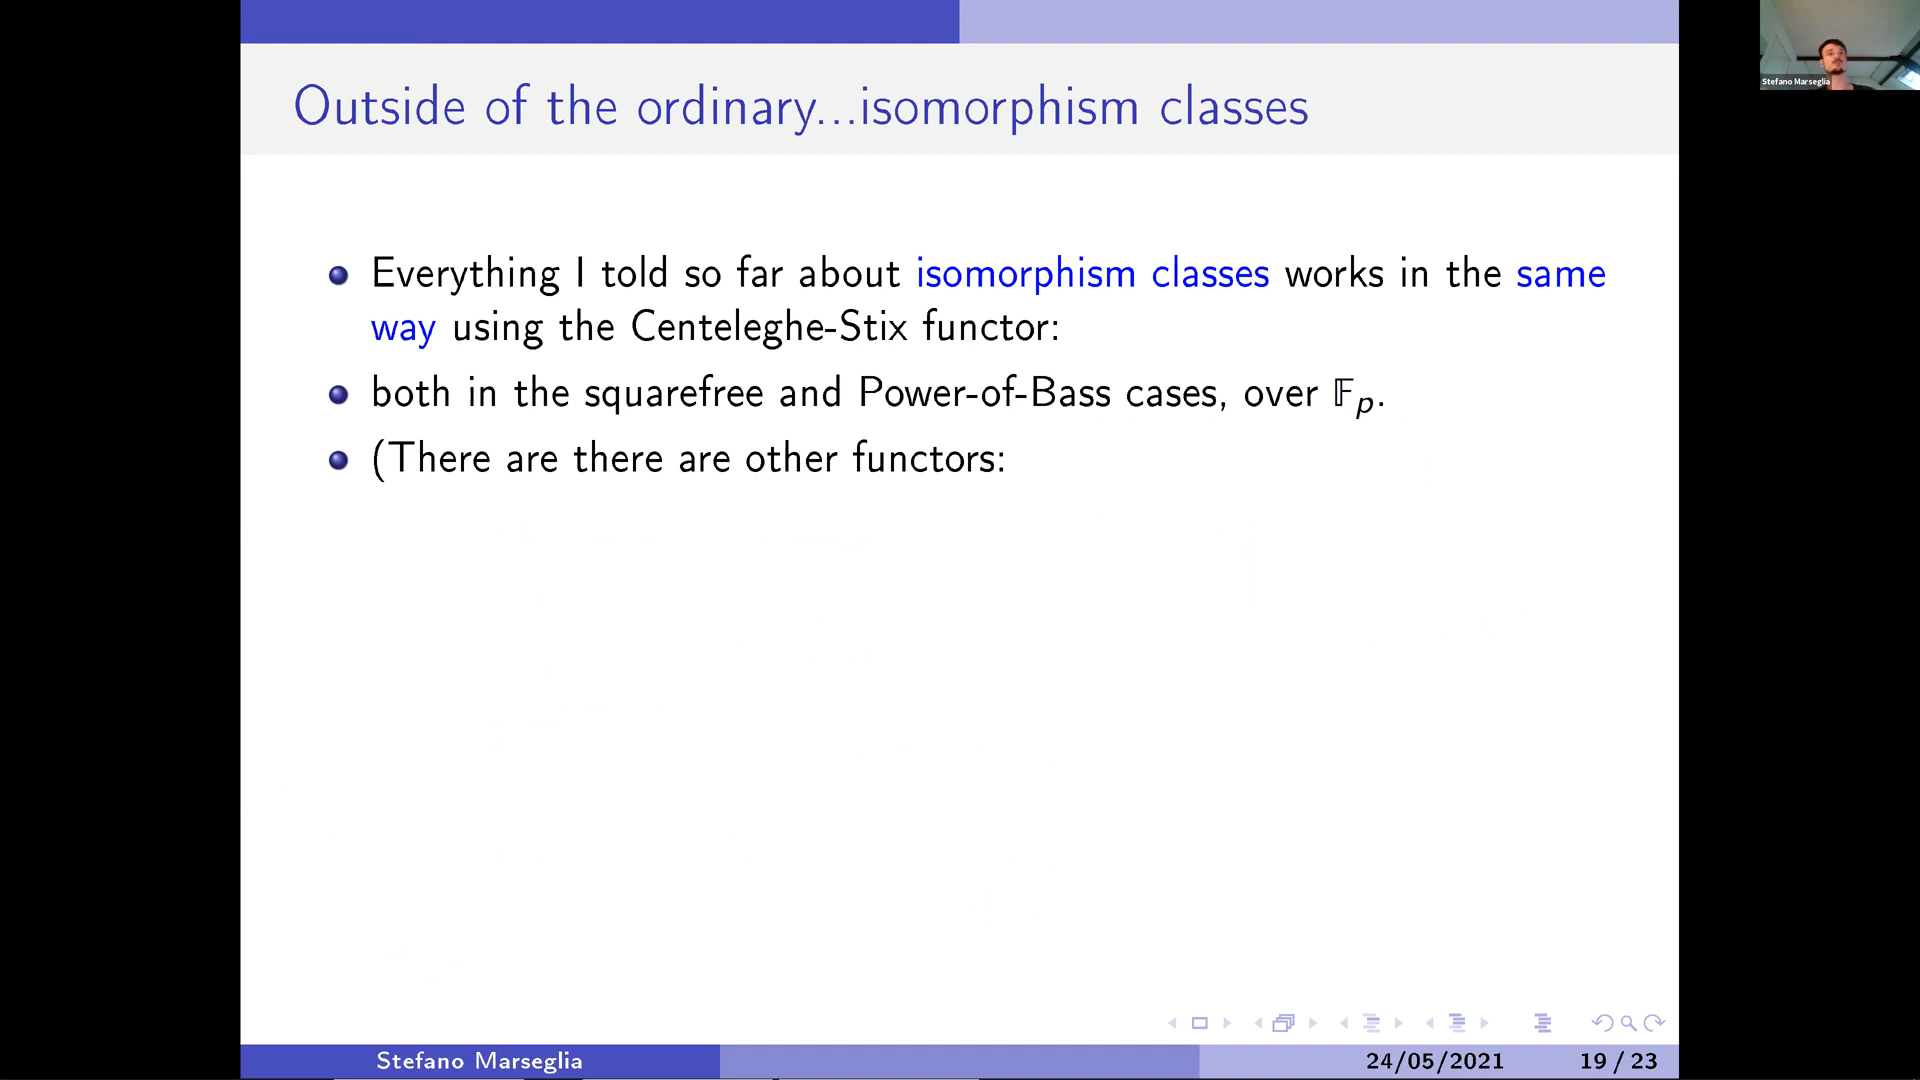 Stefano Marseglia
Outside of the ordinary...isomorphism classes
Everything I told so far about isomorphism classes works in the same
way using the Centeleghe-Stix functor:
both in the squarefree and Power-of-Bass cases, over 𝔽ₚ.
(There are there are other functors:
Stefano Marseglia
24/05/2021
19 / 23